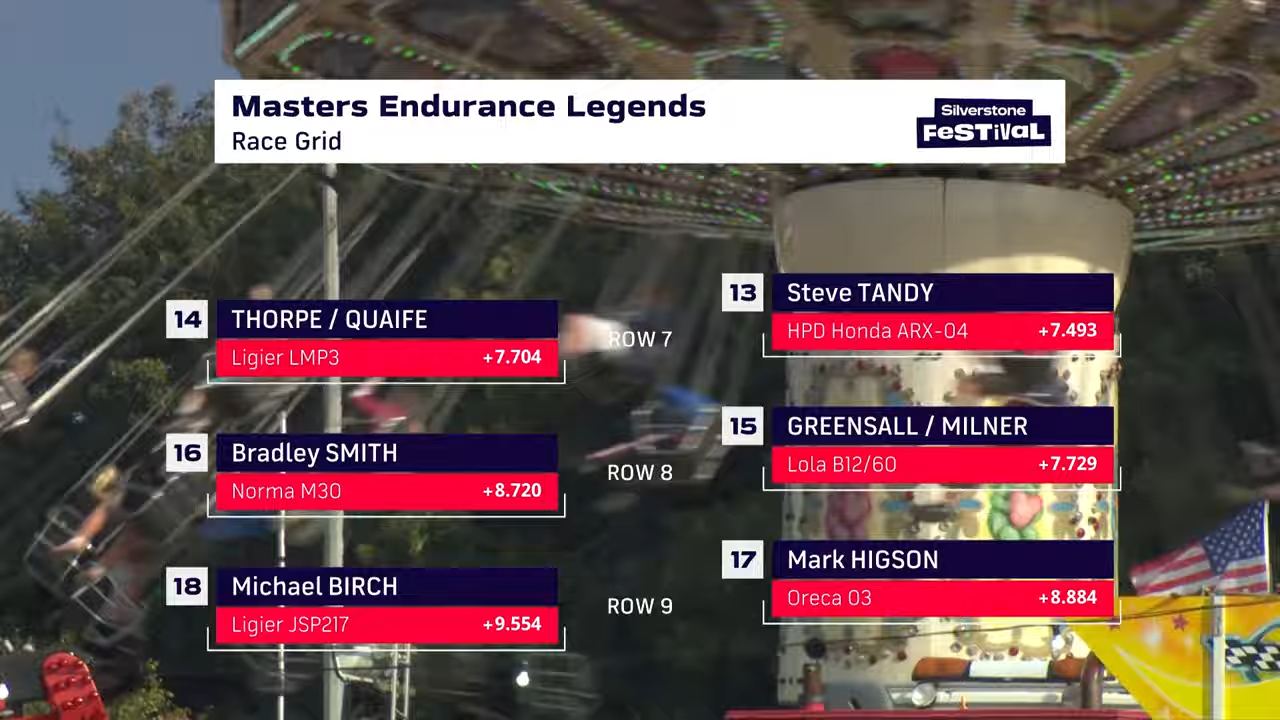 Masters Endurance Legends
Race Grid
Silverstone
FeSTiVaL
13
Steve TANDY
HPD Honda ARX-04
+7.493
14
THORPE / QUAIFE
Ligier LMP3
+7.704
ROW 7
15
GREENSALL / MILNER
Lola B12/60
+7.729
16
Bradley SMITH
Norma M30
+8.720
ROW 8
17
Mark HIGSON
Oreca 03
+8.884
18
Michael BIRCH
Ligier JSP217
+9.554
ROW 9